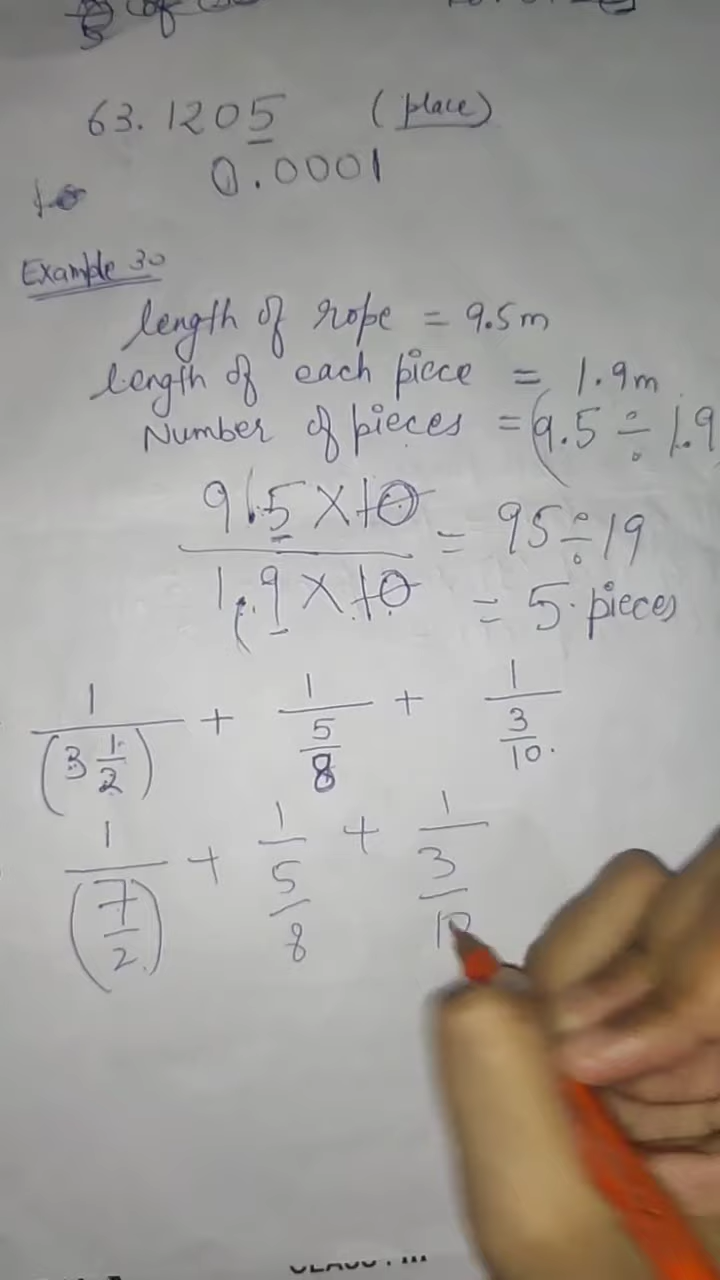 63.1205 (place)
0.0001
Example 30
length of rope = 9.5m
length of each piece = 1.9m
Number of pieces = (9.5 ÷ 1.9
9.5 × 10 / 1.9 × 10 = 95 ÷ 19
= 5 pieces
1/(3 1/2) + 1/(5/8) + 1/(3/10)
1/(7/2) + 1/(5/8) + 1/(3/10)